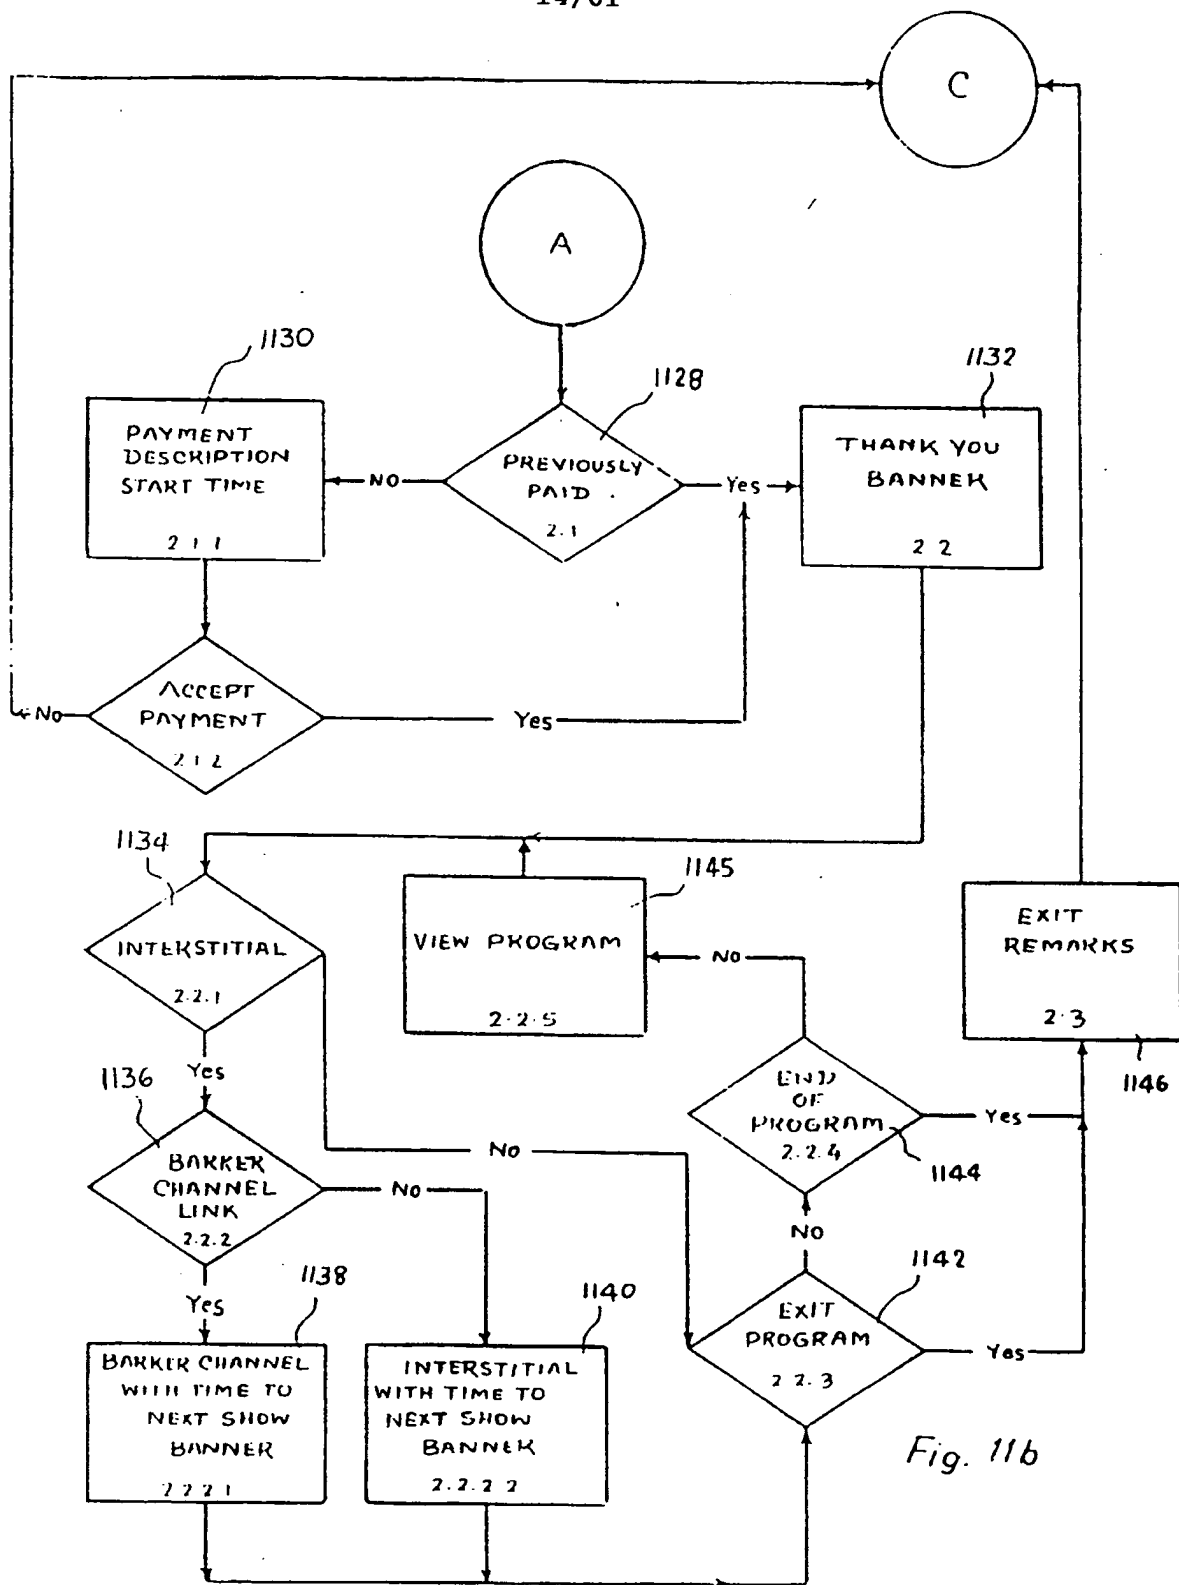 14/61
C
A
1130
1128
1132
PAYMENT
DESCRIPTION
START TIME
2 1 1
NO
PREVIOUSLY
PAID
2.1
Yes
THANK YOU
BANNER
2 2
ACCEPT
PAYMENT
2 1 2
No
Yes
1134
INTERSTITIAL
2.2.1
1145
VIEW PROGRAM
2.2.5
NO
EXIT
REMARKS
2.3
1146
Yes
1136
BARKER
CHANNEL
LINK
2.2.2
No
No
END
OF
PROGRAM
2.2.4
1144
Yes
NO
Yes
1138
BARKER CHANNEL
WITH TIME TO
NEXT SHOW
BANNER
2 2 2 1
1140
INTERSTITIAL
WITH TIME TO
NEXT SHOW
BANNER
2.2.2 2
1142
EXIT
PROGRAM
2 2.3
Yes
Fig. 11b